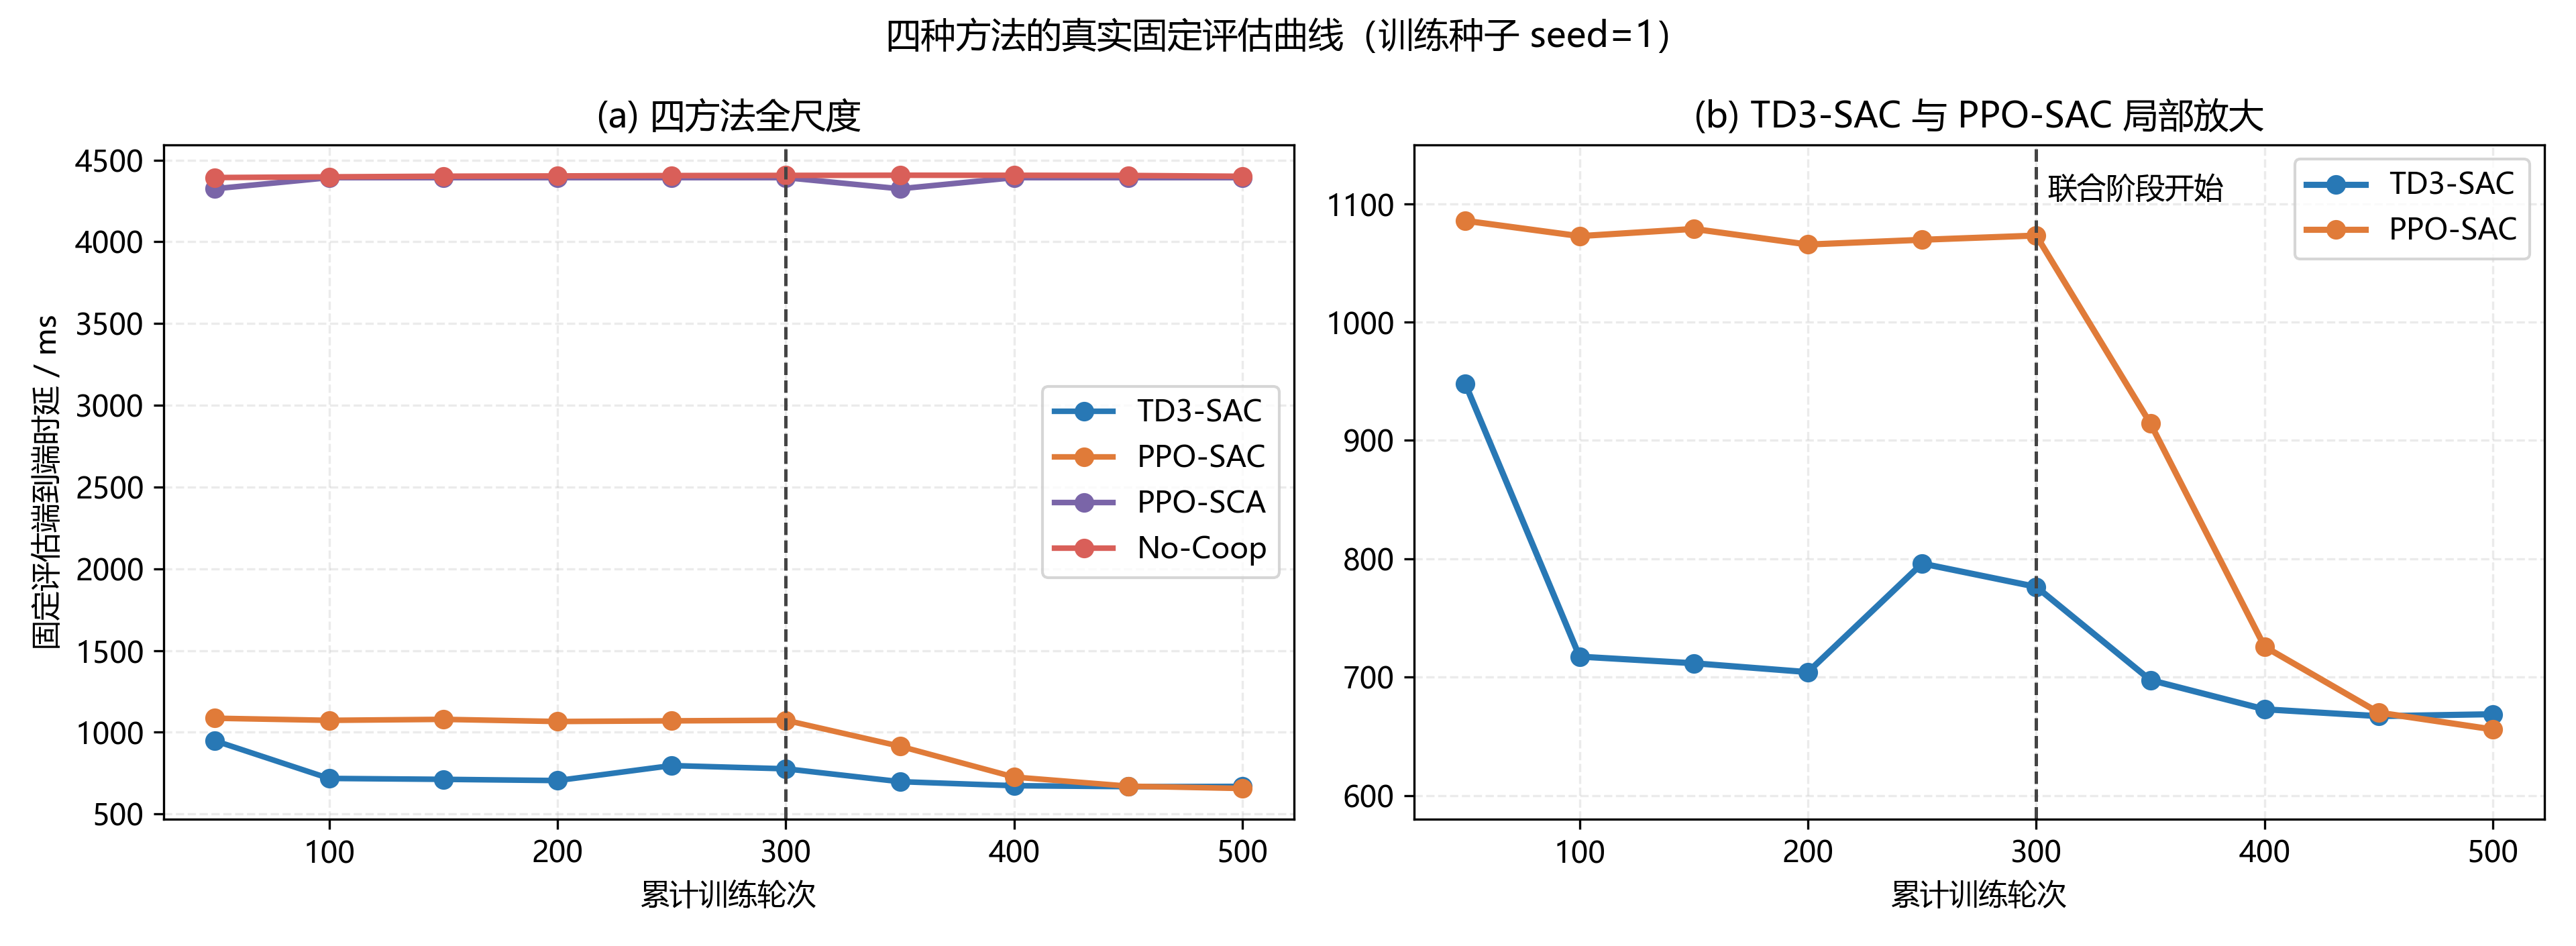 四种方法的真实固定评估曲线（训练种子 seed=1）
(a) 四方法全尺度
固定评估端到端时延 / ms
4500
4000
3500
3000
2500
2000
1500
1000
500
TD3-SAC
PPO-SAC
PPO-SCA
No-Coop
100
200
300
400
500
累计训练轮次
(b) TD3-SAC 与 PPO-SAC 局部放大
1100
1000
900
800
700
600
联合阶段开始
TD3-SAC
PPO-SAC
100
200
300
400
500
累计训练轮次